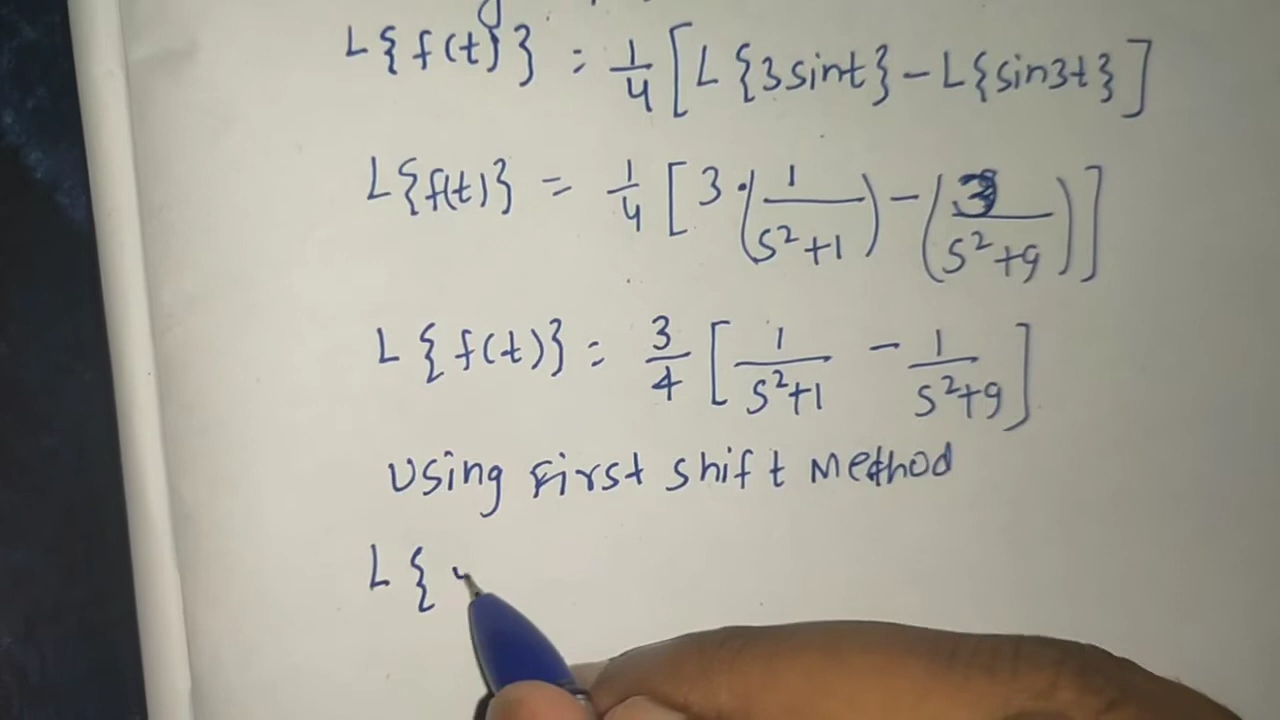 L{f(t)} = 1/4 [L{3sint} - L{sin3t}]
L{f(t)} = 1/4 [3·(1/(s²+1)) - (3/(s²+9))]
L{f(t)} = 3/4 [1/(s²+1) - 1/(s²+9)]
Using First shift method
L{